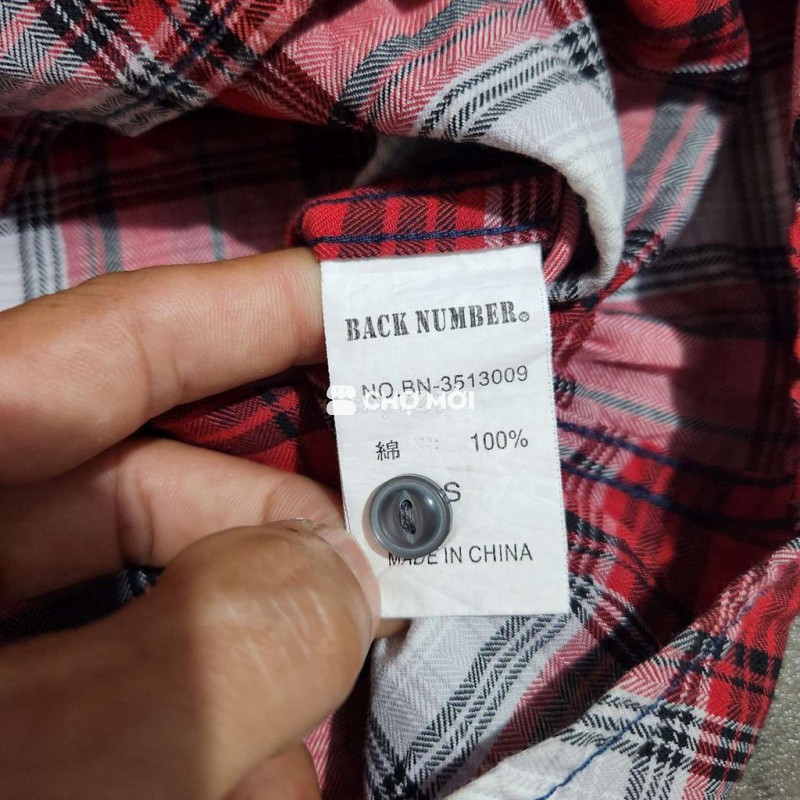 BACK NUMBER®
NO.BN-3513009
CHỢ MỚI
綿 100%
S
MADE IN CHINA